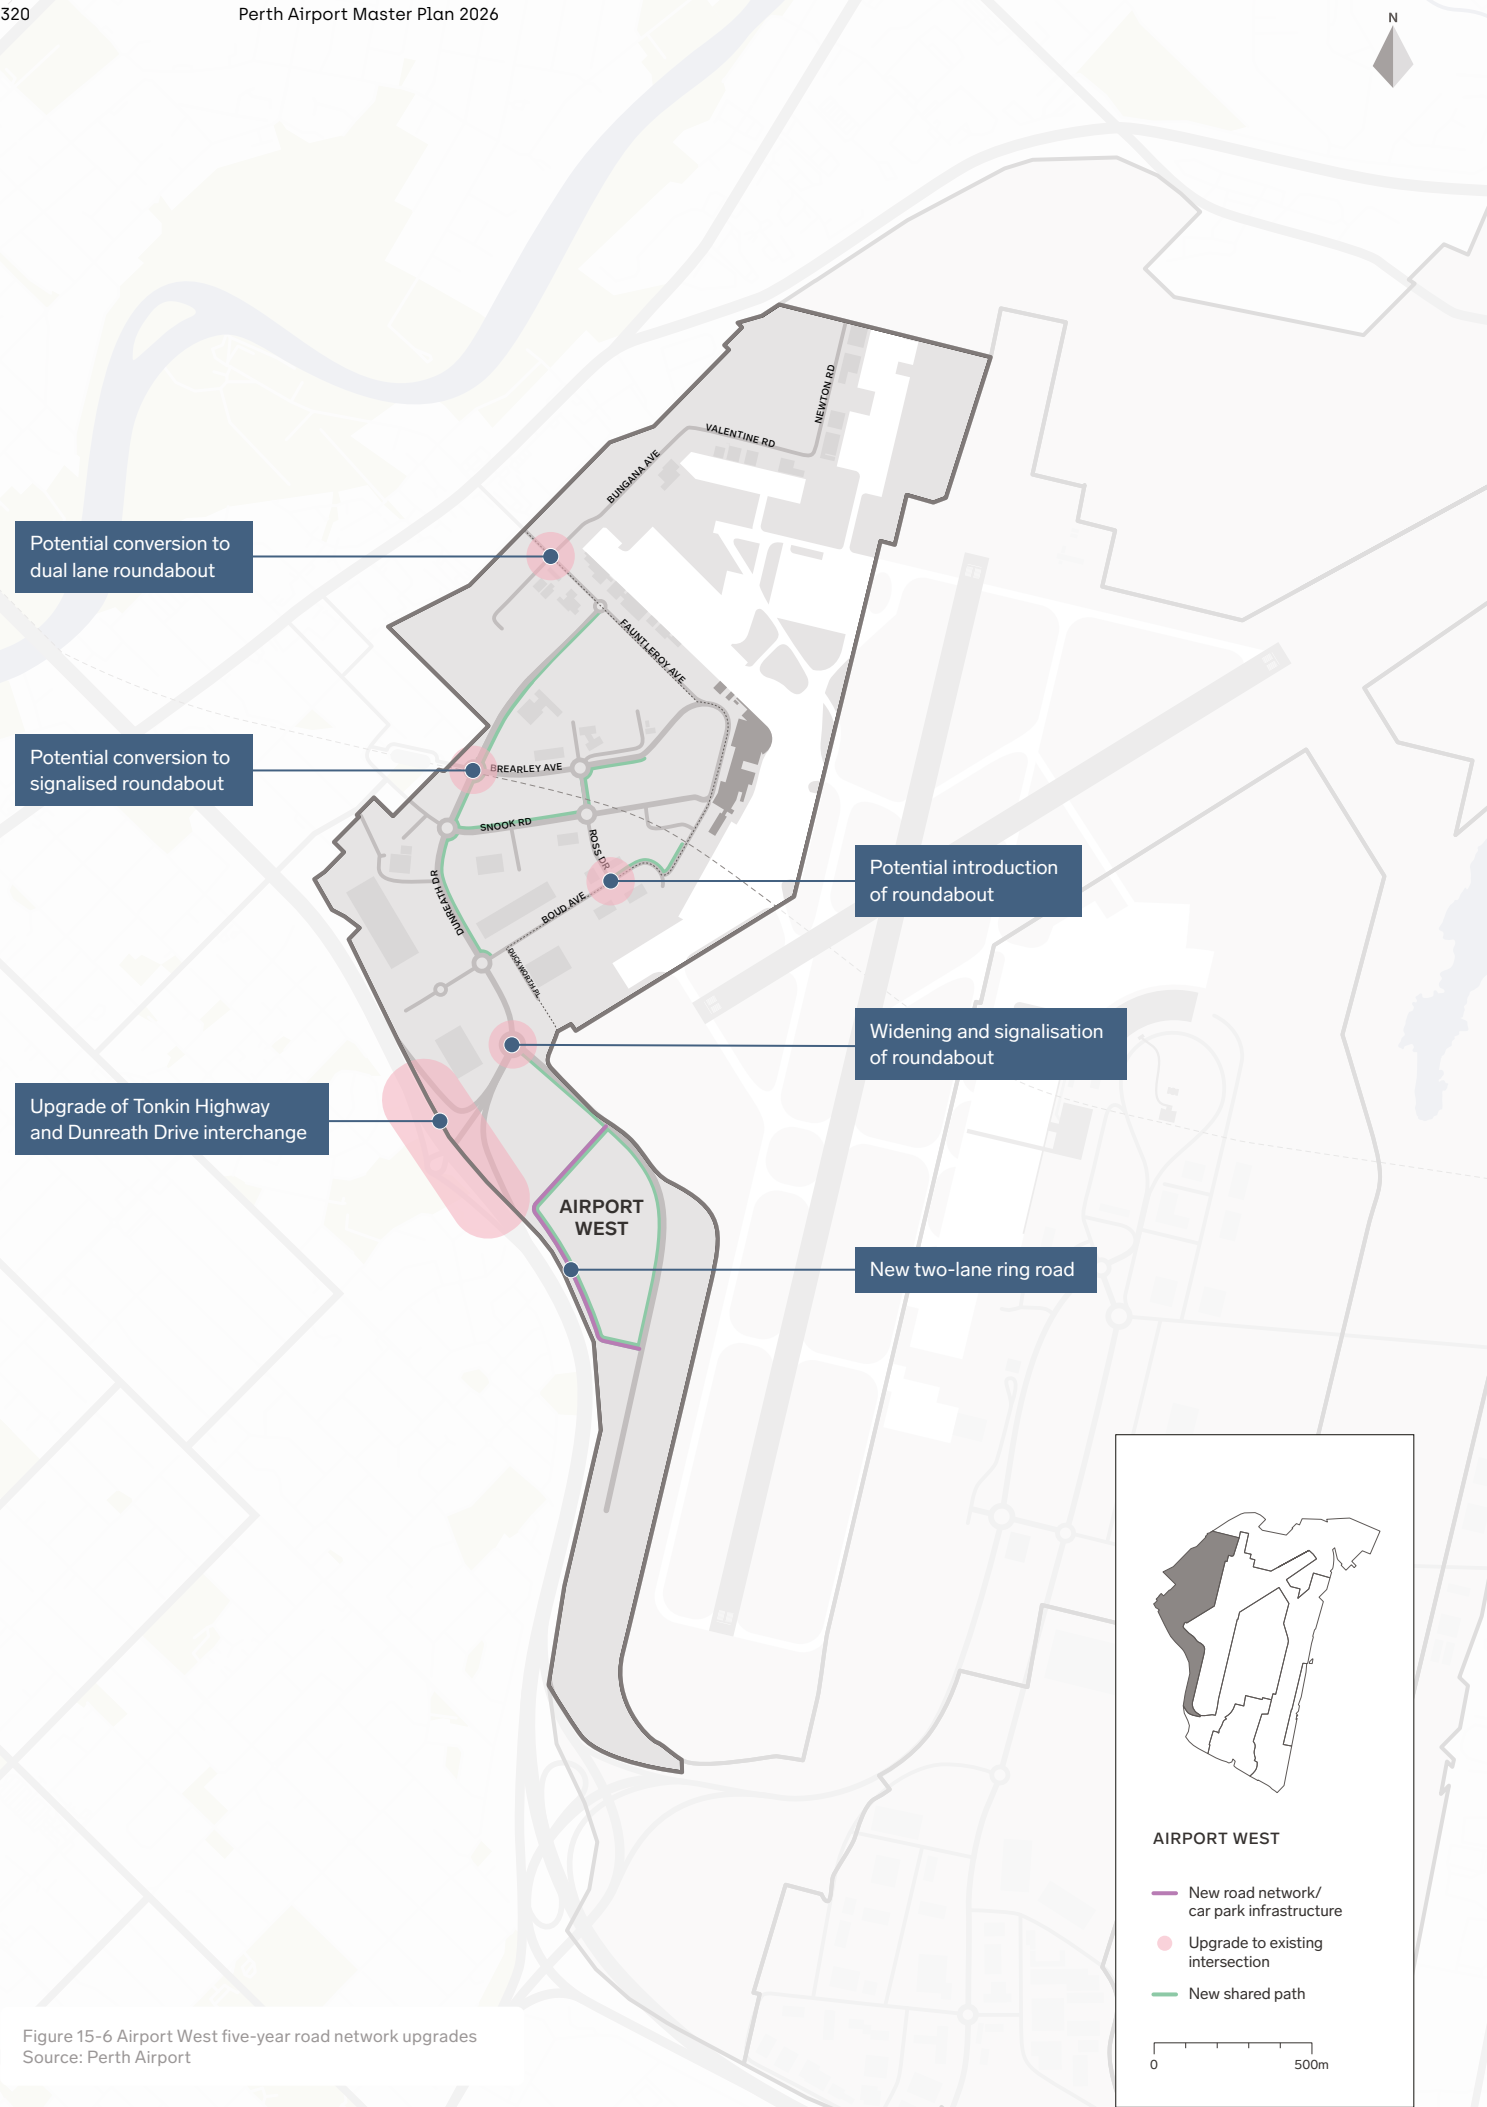 320
Perth Airport Master Plan 2026
N
NEWTON RD
VALENTINE RD
BUNGANA AVE
Potential conversion to
dual lane roundabout
FAUNTLEROY AVE
Potential conversion to
signalised roundabout
BREARLEY AVE
SNOOK RD
ROSS DR
Potential introduction
of roundabout
DUNREATH DR
BOUD AVE
DUCKWORTH PL
Widening and signalisation
of roundabout
Upgrade of Tonkin Highway
and Dunreath Drive interchange
AIRPORT
WEST
New two-lane ring road
AIRPORT WEST
New road network/
car park infrastructure
Upgrade to existing
intersection
New shared path
0
500m
Figure 15-6 Airport West five-year road network upgrades
Source: Perth Airport